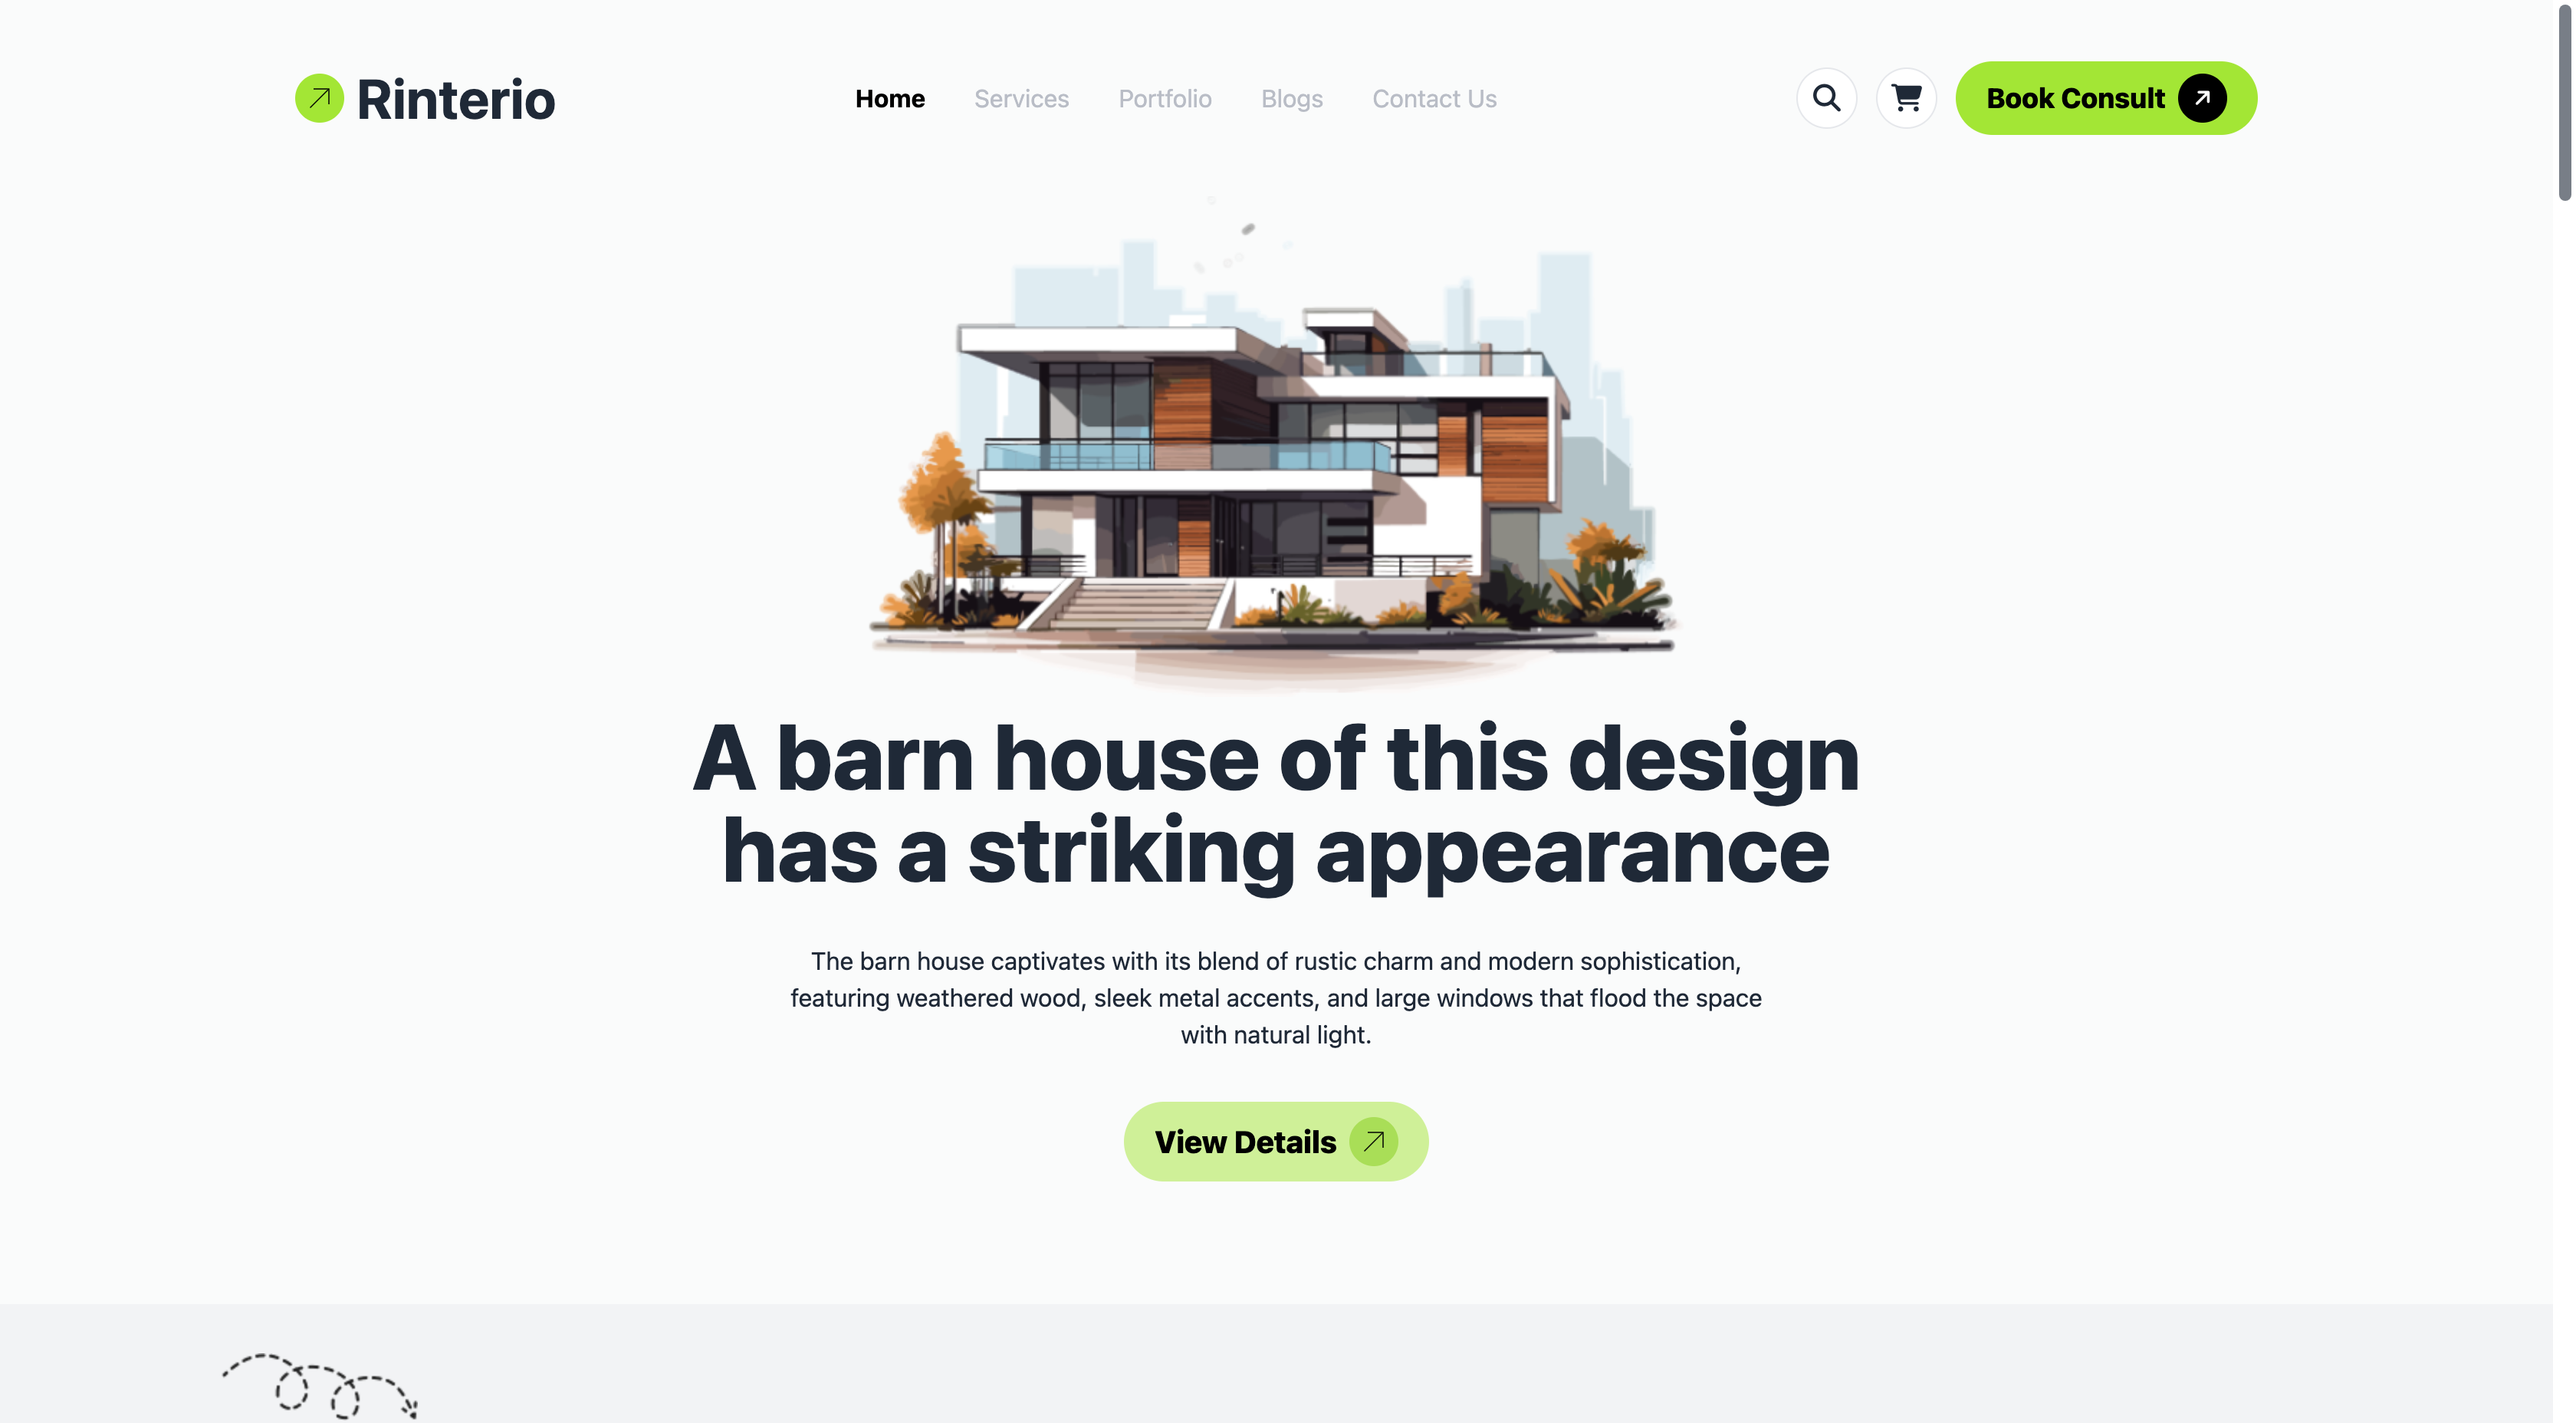 Rinterio
Home
Services
Portfolio
Blogs
Contact Us
Book Consult
A barn house of this design
has a striking appearance
The barn house captivates with its blend of rustic charm and modern sophistication,
featuring weathered wood, sleek metal accents, and large windows that flood the space
with natural light.
View Details